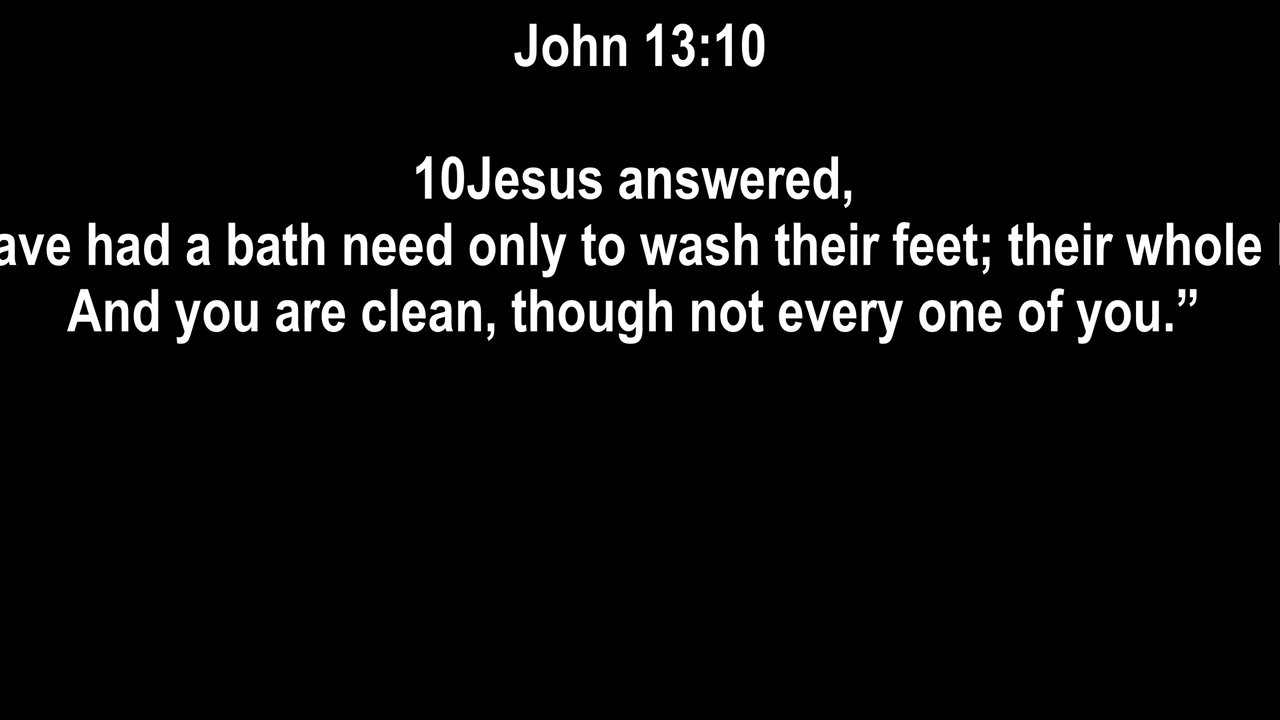 John 13:10
10Jesus answered,
ave had a bath need only to wash their feet; their whole
And you are clean, though not every one of you.”